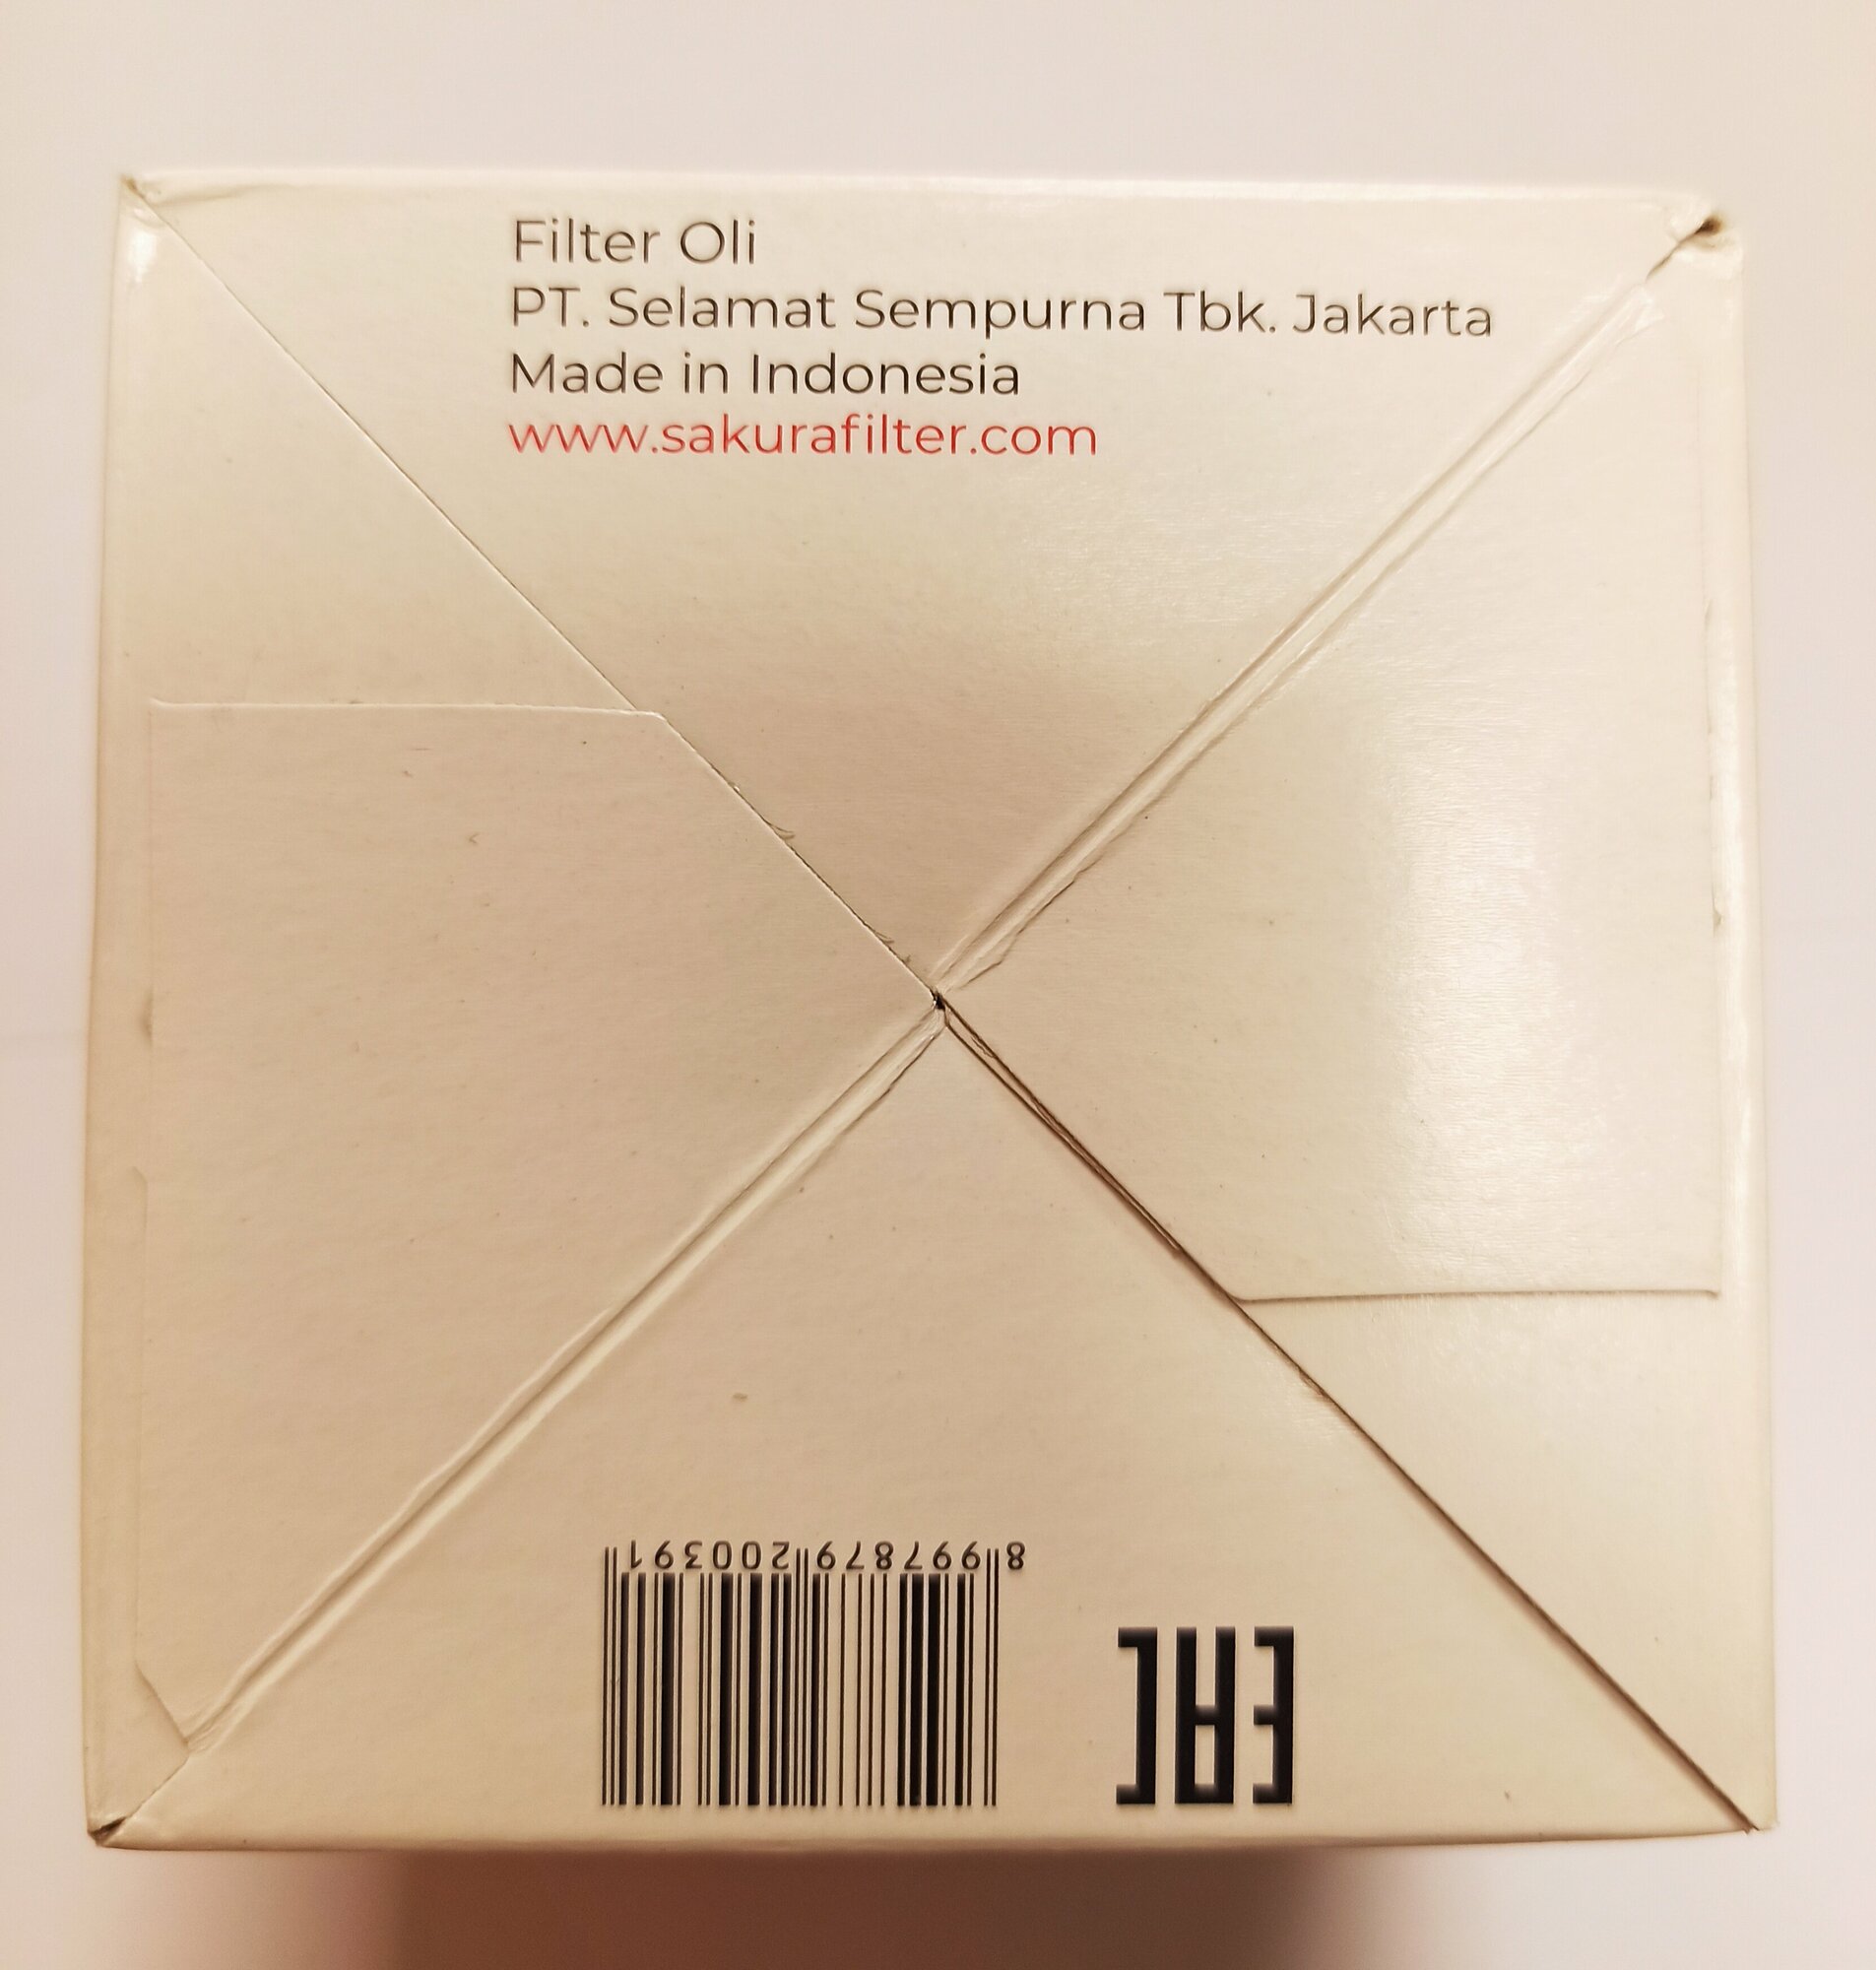 Filter Oli
PT. Selamat Sempurna Tbk. Jakarta
Made in Indonesia
www.sakurafilter.com
8 997879 200391
EAC